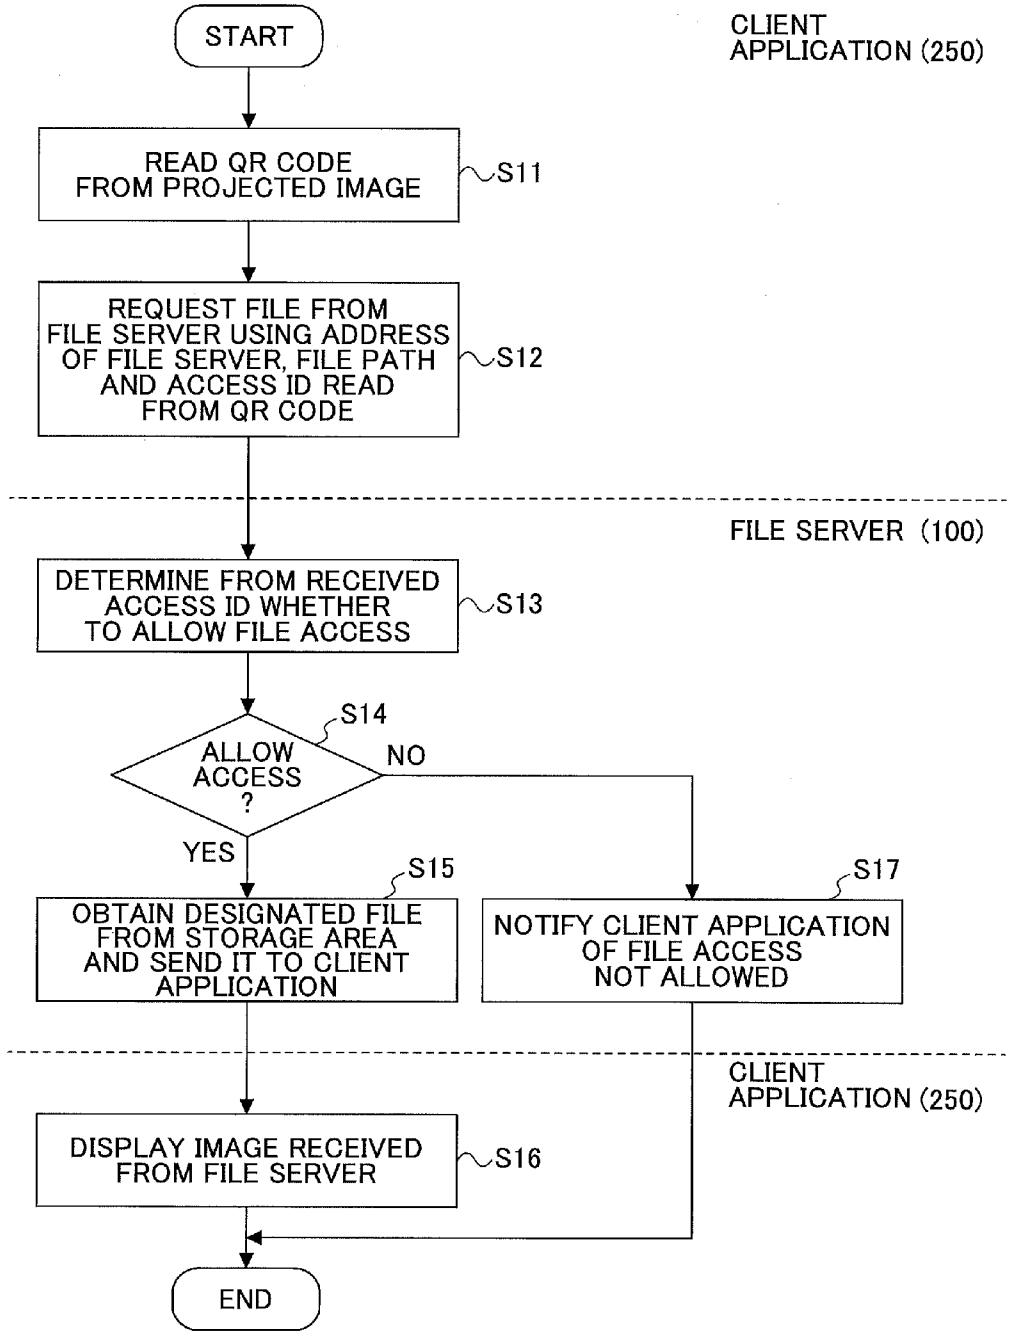 START
CLIENT
APPLICATION (250)
READ QR CODE
FROM PROJECTED IMAGE
S11
REQUEST FILE FROM
FILE SERVER USING ADDRESS
OF FILE SERVER, FILE PATH
AND ACCESS ID READ
FROM QR CODE
S12
FILE SERVER (100)
DETERMINE FROM RECEIVED
ACCESS ID WHETHER
TO ALLOW FILE ACCESS
S13
S14
ALLOW
ACCESS
?
NO
YES
S15
OBTAIN DESIGNATED FILE
FROM STORAGE AREA
AND SEND IT TO CLIENT
APPLICATION
S17
NOTIFY CLIENT APPLICATION
OF FILE ACCESS
NOT ALLOWED
CLIENT
APPLICATION (250)
DISPLAY IMAGE RECEIVED
FROM FILE SERVER
S16
END